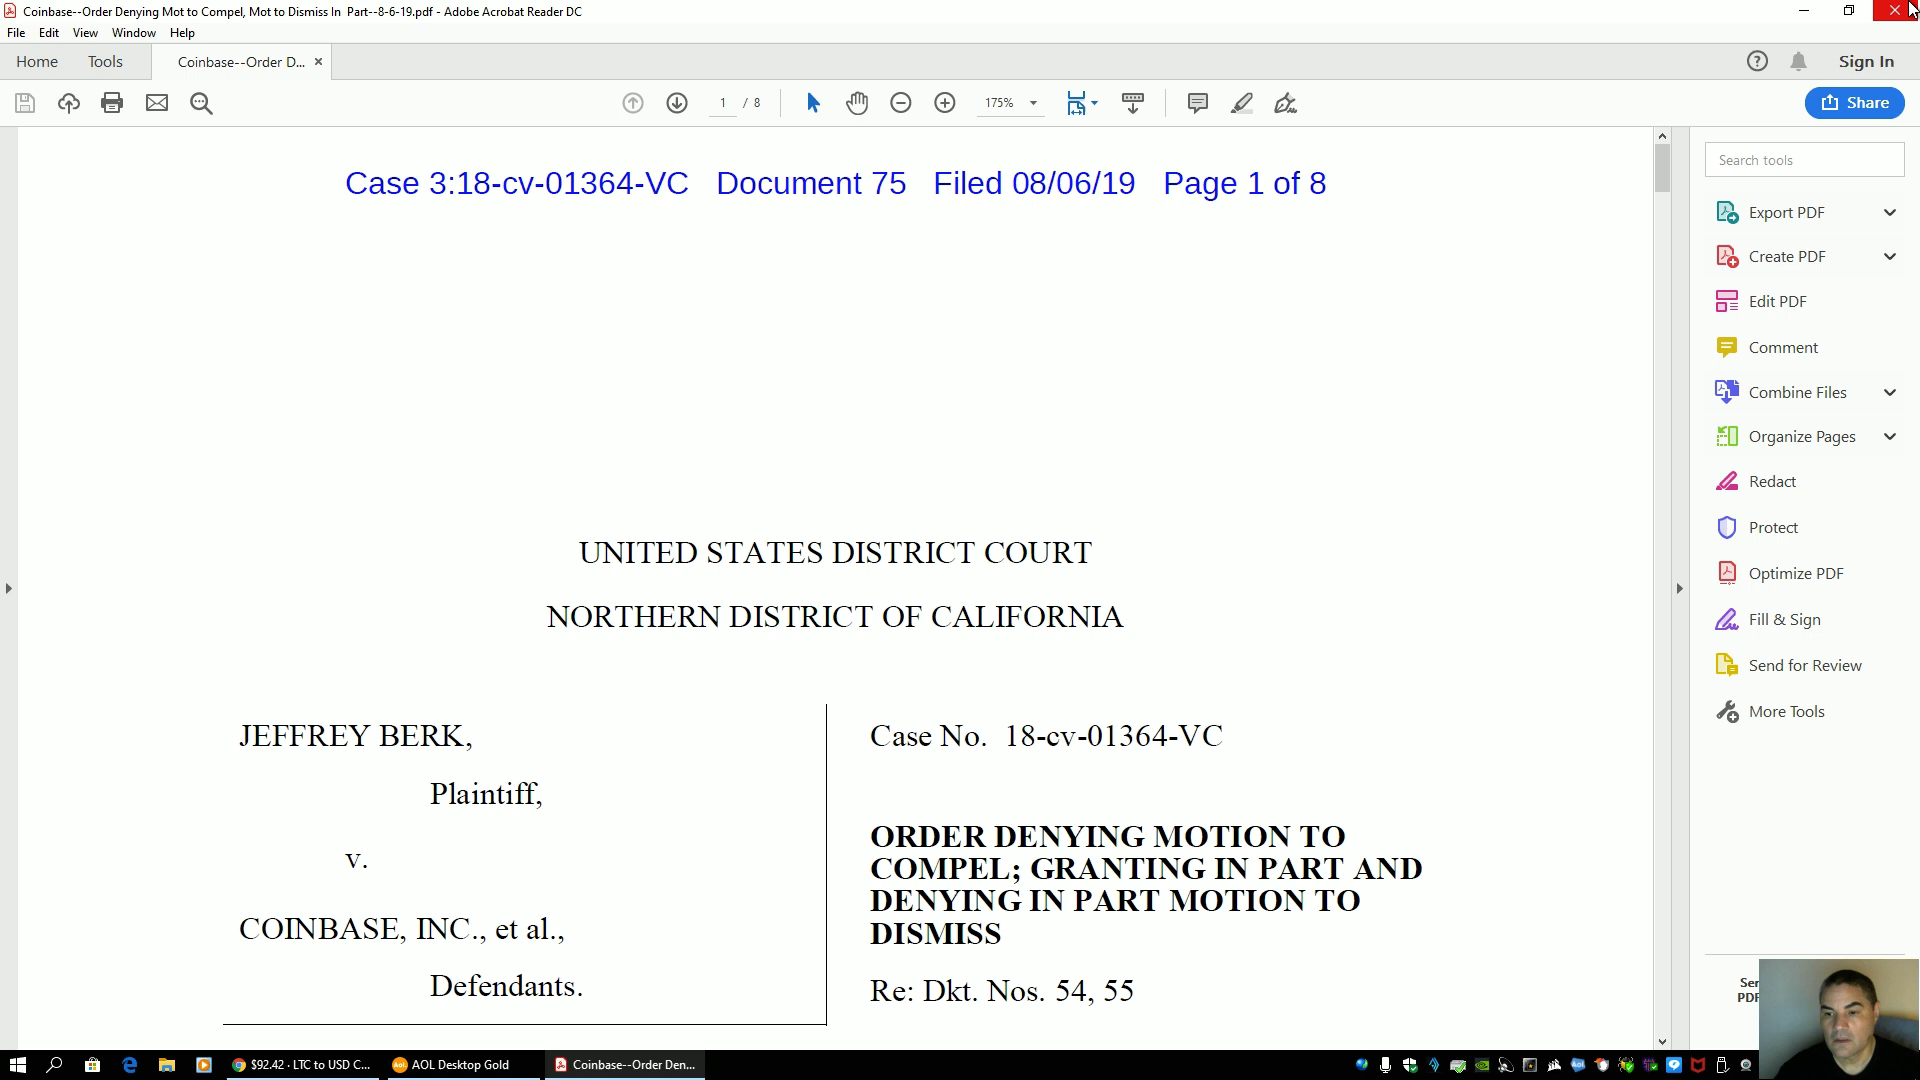 Coinbase--Order Denying Mot to Compel, Mot to Dismiss In  Part--8-6-19.pdf - Adobe Acrobat Reader DC
File Edit View Window Help
Home Tools Coinbase--Order D... Sign In
1 / 8 175% Share
Case 3:18-cv-01364-VC Document 75 Filed 08/06/19 Page 1 of 8
UNITED STATES DISTRICT COURT
NORTHERN DISTRICT OF CALIFORNIA
JEFFREY BERK,
Plaintiff,
v.
COINBASE, INC., et al.,
Defendants.
Case No. 18-cv-01364-VC
ORDER DENYING MOTION TO
COMPEL; GRANTING IN PART AND
DENYING IN PART MOTION TO
DISMISS
Re: Dkt. Nos. 54, 55
Search tools
Export PDF
Create PDF
Edit PDF
Comment
Combine Files
Organize Pages
Redact
Protect
Optimize PDF
Fill & Sign
Send for Review
More Tools
$92.42 · LTC to USD C... AOL Desktop Gold Coinbase--Order Den...